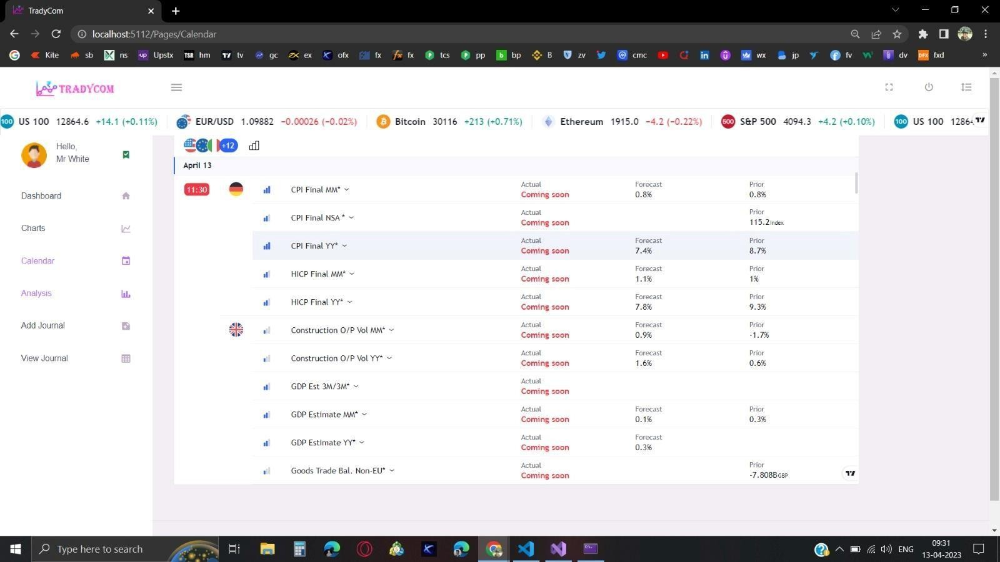 TradyCom
localhost:5112/Pages/Calendar
Kite sb ns Upstx hm tv gc ex ofx fx fx tcs pp bp B zv cmc wx jp fv dv fxd »
TRADYCOM
US 100 12864.6 +14.1 (+0.11%) EUR/USD 1.09882 −0.00026 (−0.02%) Bitcoin 30116 +213 (+0.71%) Ethereum 1915.0 −4.2 (−0.22%) S&P 500 4094.3 +4.2 (+0.10%) US 100 1286
Hello,
Mr White
Dashboard
Charts
Calendar
Analysis
Add Journal
View Journal
+12
April 13
11:30
CPI Final MM* Actual Coming soon Forecast 0.8% Prior 0.8%
CPI Final NSA * Actual Coming soon Prior 115.2Index
CPI Final YY* Actual Coming soon Forecast 7.4% Prior 8.7%
HICP Final MM* Actual Coming soon Forecast 1.1% Prior 1%
HICP Final YY* Actual Coming soon Forecast 7.8% Prior 9.3%
Construction O/P Vol MM* Actual Coming soon Forecast 0.9% Prior -1.7%
Construction O/P Vol YY* Actual Coming soon Forecast 1.6% Prior 0.6%
GDP Est 3M/3M* Actual Coming soon
GDP Estimate MM* Actual Coming soon Forecast 0.1% Prior 0.3%
GDP Estimate YY* Actual Coming soon Forecast 0.3%
Goods Trade Bal. Non-EU* Actual Coming soon Prior -7.808BGBP
Type here to search
ENG
09:31
13-04-2023